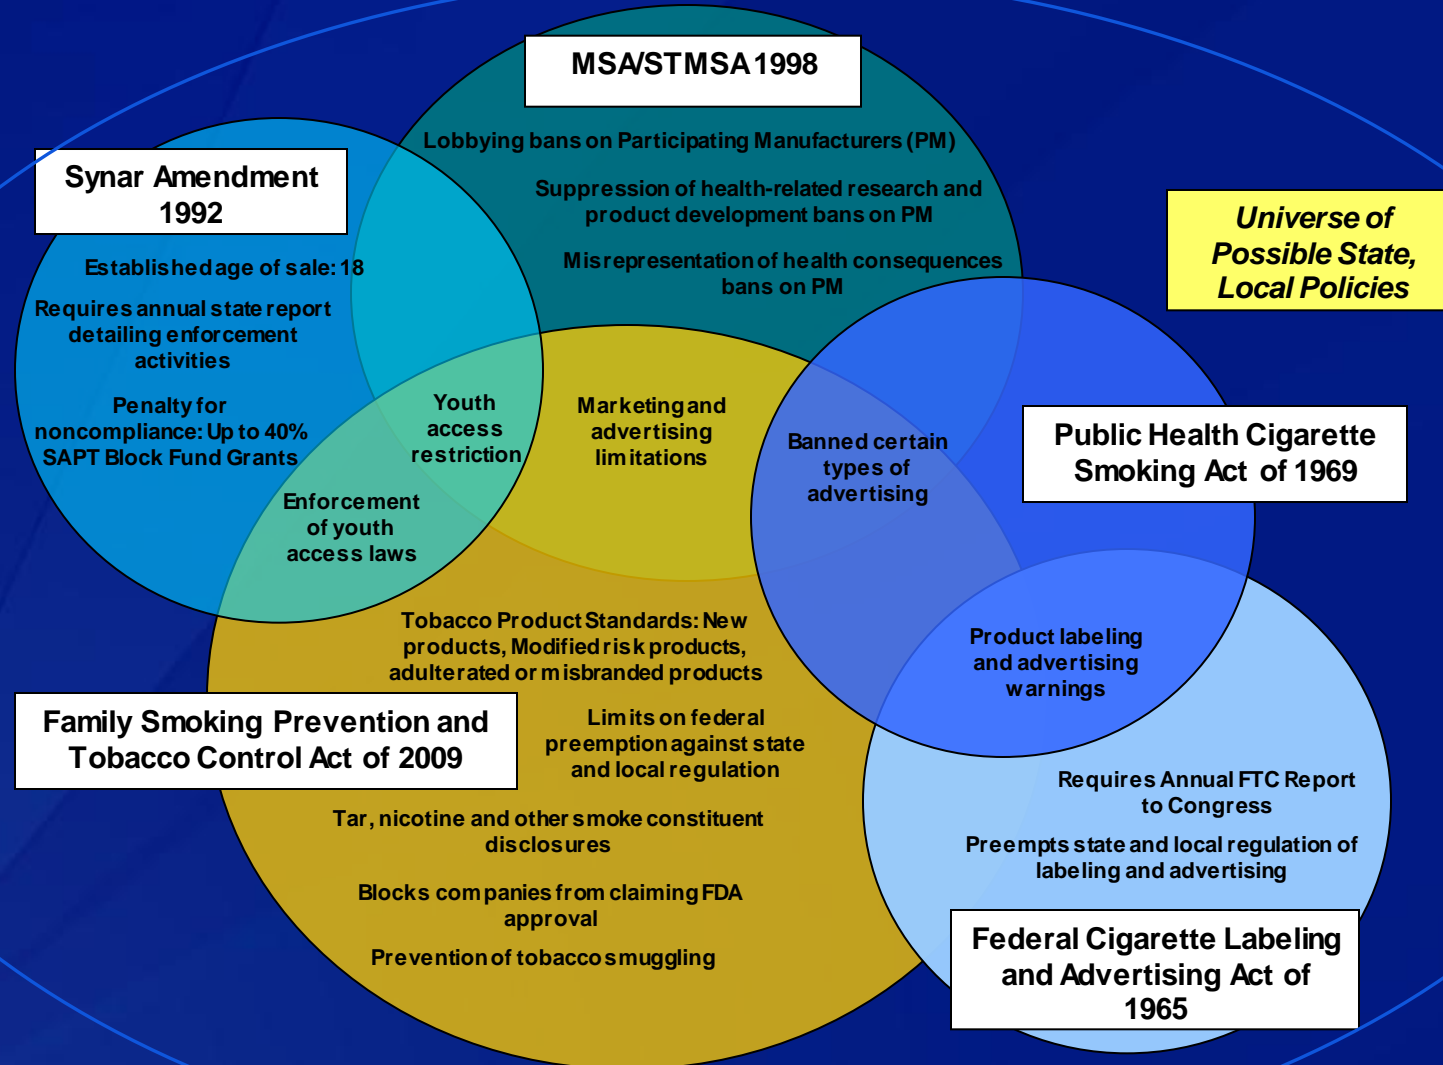 MSA/STMSA 1998
Lobbying bans on Participating Manufacturers (PM)
Suppression of health-related research and
product development bans on PM
Misrepresentation of health consequences
bans on PM
Synar Amendment
1992
Established age of sale: 18
Requires annual state report
detailing enforcement
activities
Penalty for
noncompliance: Up to 40%
SAPT Block Fund Grants
Universe of
Possible State,
Local Policies
Youth
access
restriction
Enforcement
of youth
access laws
Marketing and
advertising
limitations
Banned certain
types of
advertising
Public Health Cigarette
Smoking Act of 1969
Tobacco Product Standards: New
products, Modified risk products,
adulterated or misbranded products
Product labeling
and advertising
warnings
Family Smoking Prevention and
Tobacco Control Act of 2009
Limits on federal
preemption against state
and local regulation
Tar, nicotine and other smoke constituent
disclosures
Blocks companies from claiming FDA
approval
Prevention of tobacco smuggling
Requires Annual FTC Report
to Congress
Preempts state and local regulation of
labeling and advertising
Federal Cigarette Labeling
and Advertising Act of
1965